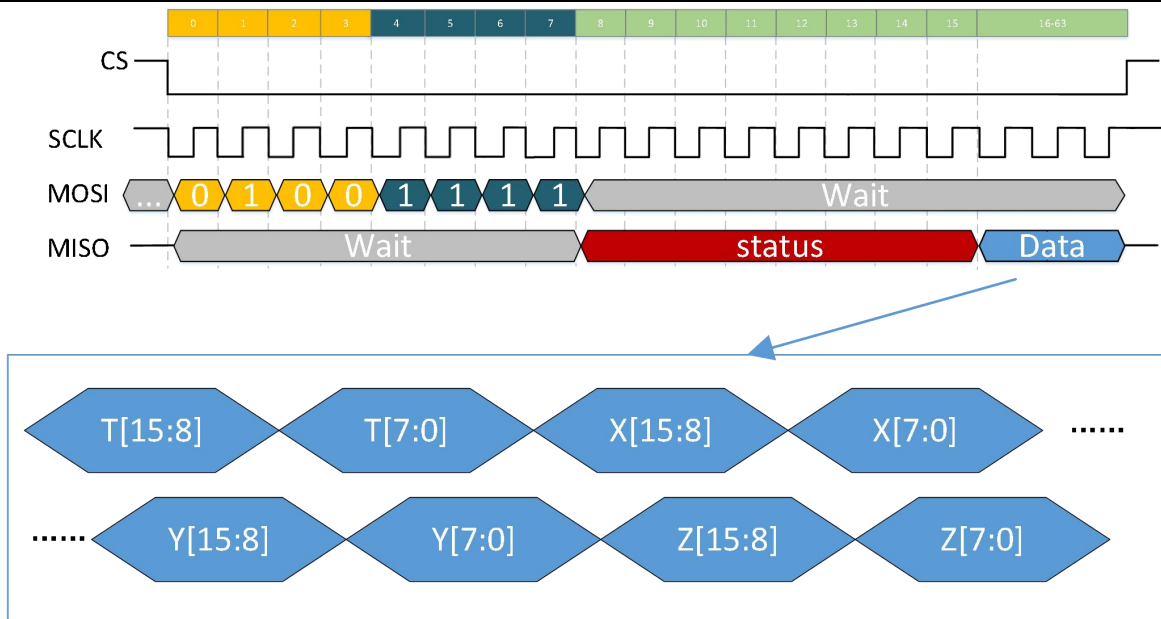 0 1 2 3 4 5 6 7 8 9 10 11 12 13 14 15 16-63
CS
SCLK
MOSI ... 0 1 0 0 1 1 1 1 Wait
MISO Wait status Data
T[15:8] T[7:0] X[15:8] X[7:0] ......
...... Y[15:8] Y[7:0] Z[15:8] Z[7:0]